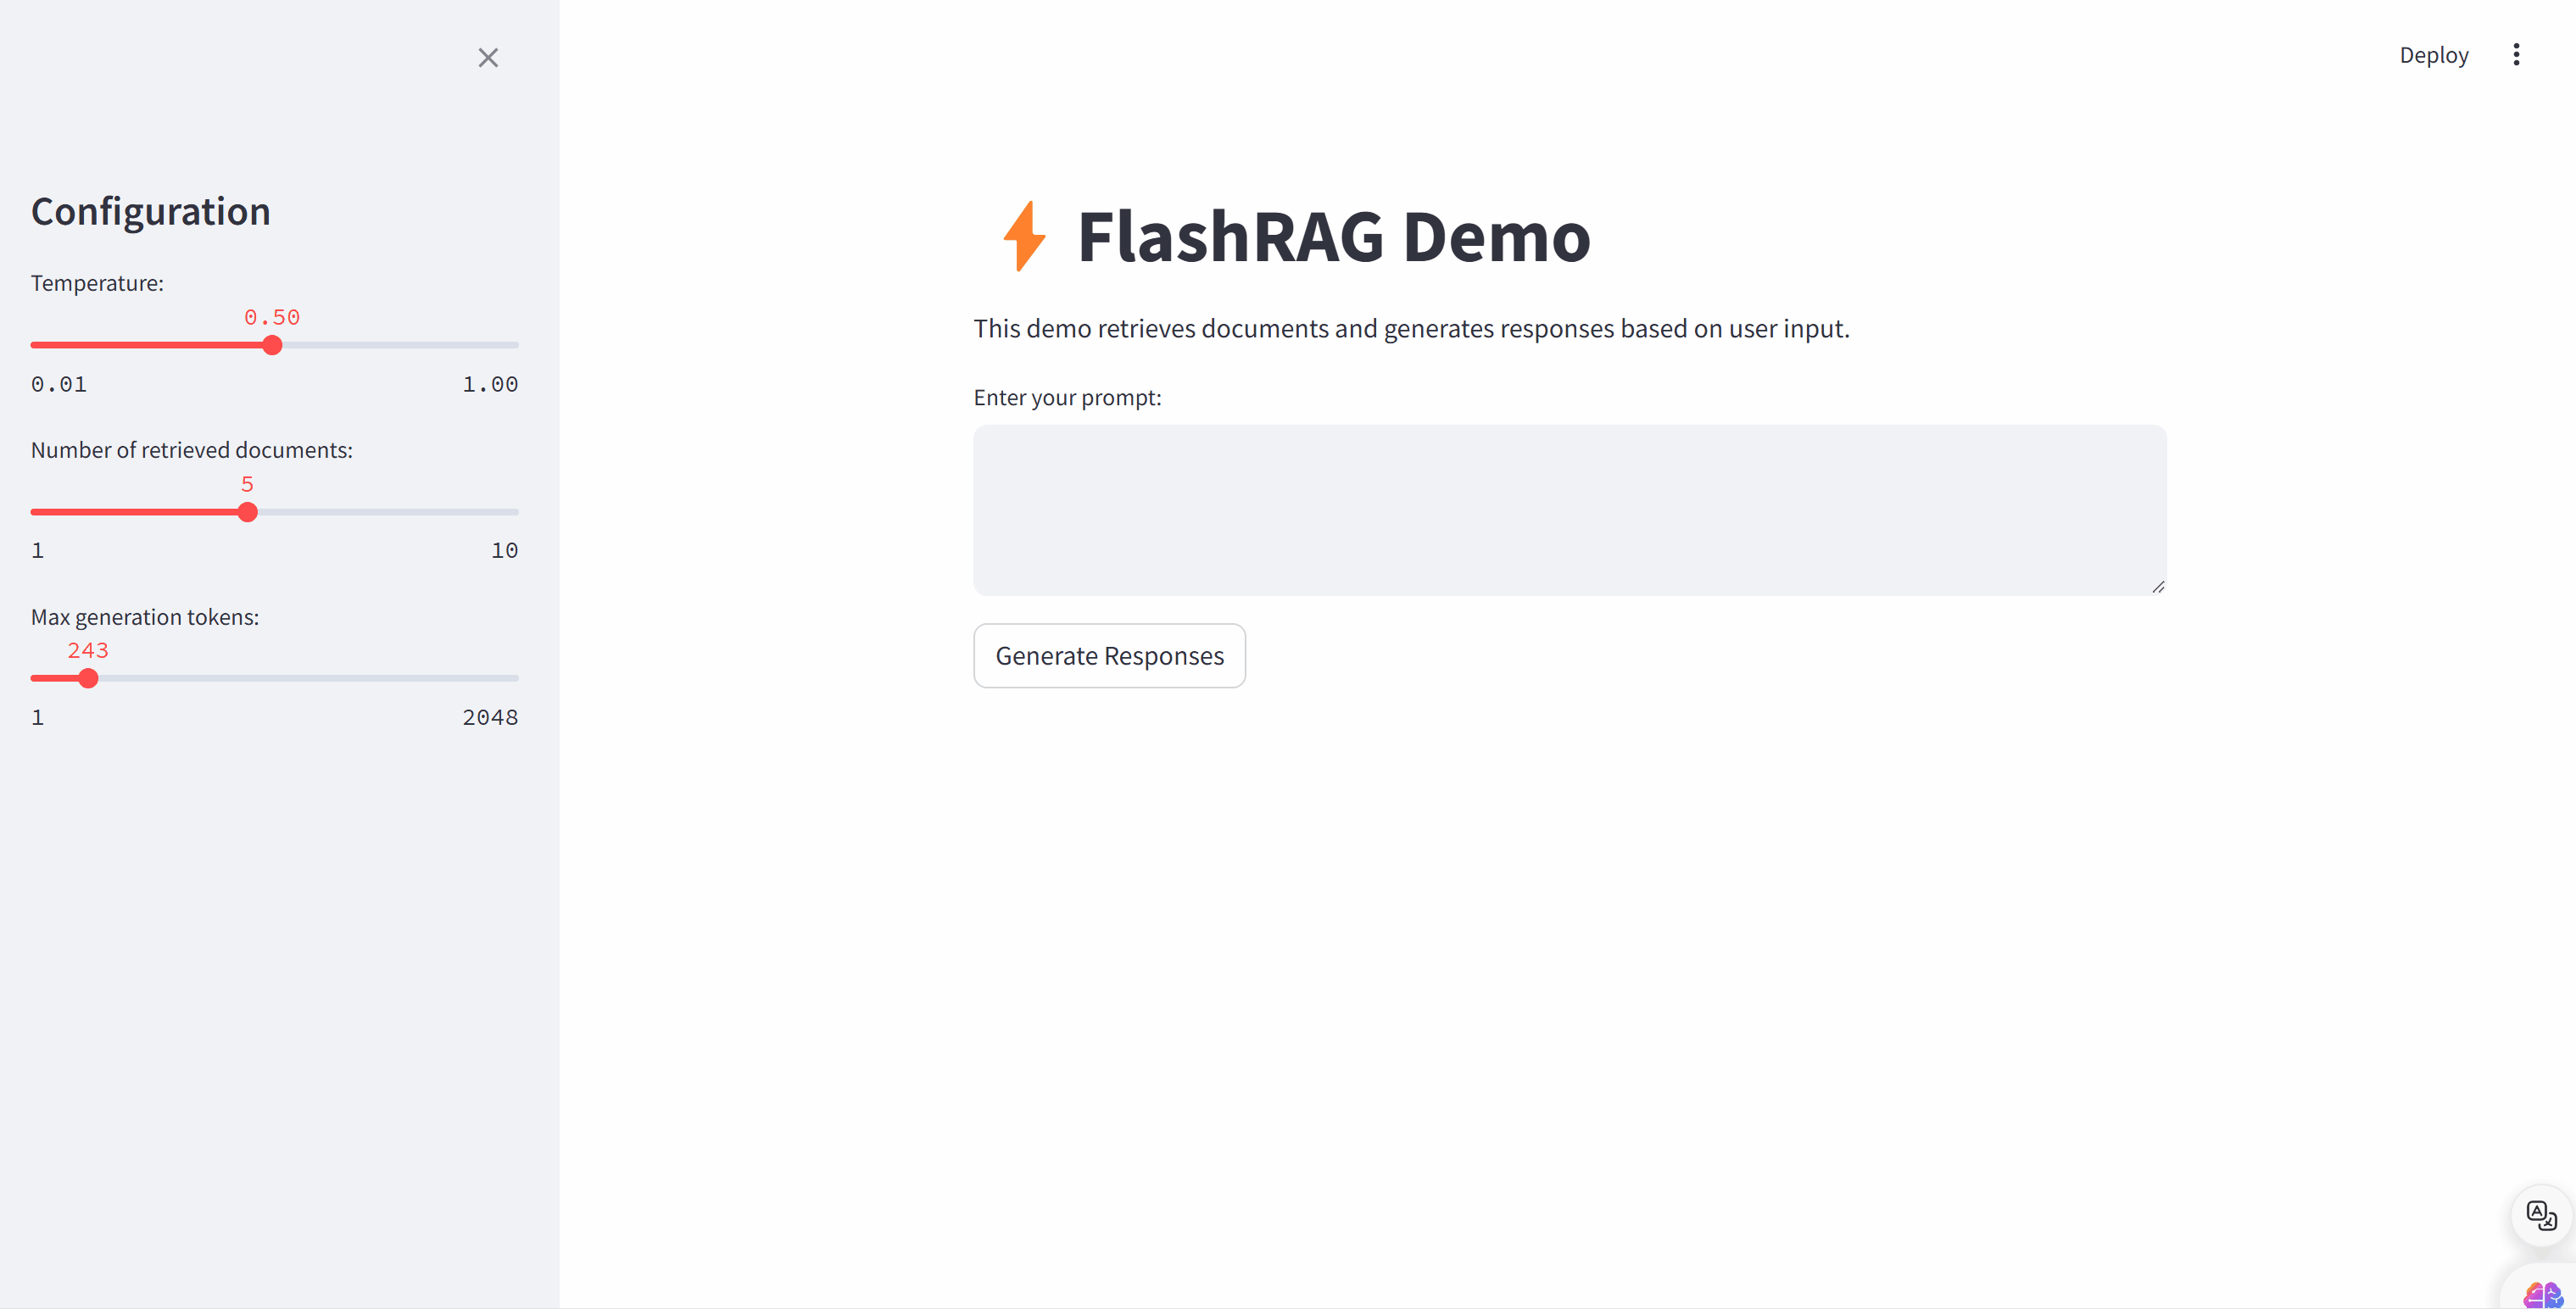 Deploy
Configuration
Temperature:
0.50
0.01 1.00
Number of retrieved documents:
5
1 10
Max generation tokens:
243
1 2048
FlashRAG Demo
This demo retrieves documents and generates responses based on user input.
Enter your prompt:
Generate Responses